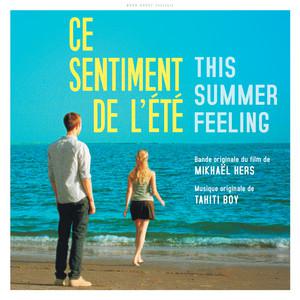 CE
SENTIMENT
DE L'ÉTÉ
THIS
SUMMER
FEELING
Bande originale du film de
MIKHAËL HERS
Musique originale de
TAHITI BOY